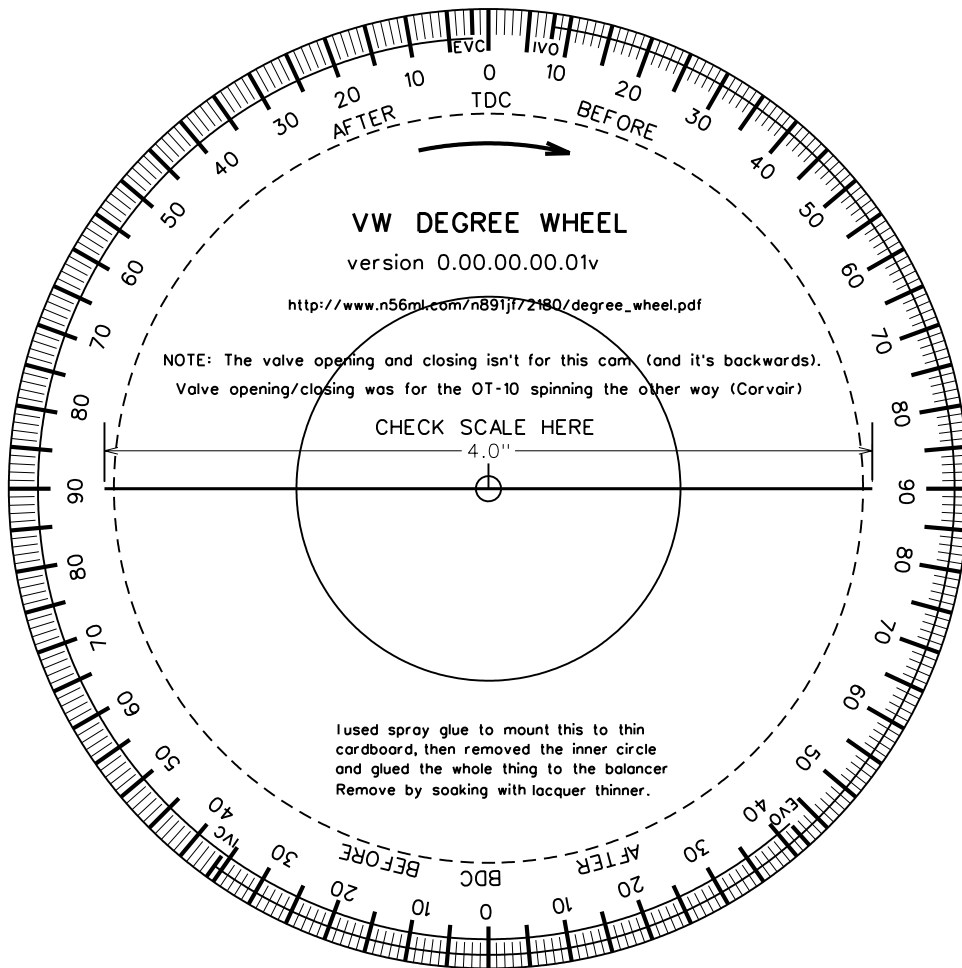 EVC IVO
10 0 10
20 20
30 30
40 40
50 50
60 60
70 70
80 80
90 90
80 80
70 70
60 60
50 50
40 40
30 30
20 20
10 0 10
AFTER TDC BEFORE
VW DEGREE WHEEL
version 0.00.00.00.01v
http://www.n56ml.com/n891jf/2180/degree_wheel.pdf
NOTE: The valve opening and closing isn't for this cam (and it's backwards).
Valve opening/closing was for the OT-10 spinning the other way (Corvair)
CHECK SCALE HERE
4.0"
I used spray glue to mount this to thin
cardboard, then removed the inner circle
and glued the whole thing to the balancer
Remove by soaking with lacquer thinner.
IVC EVO
BEFORE BDC AFTER